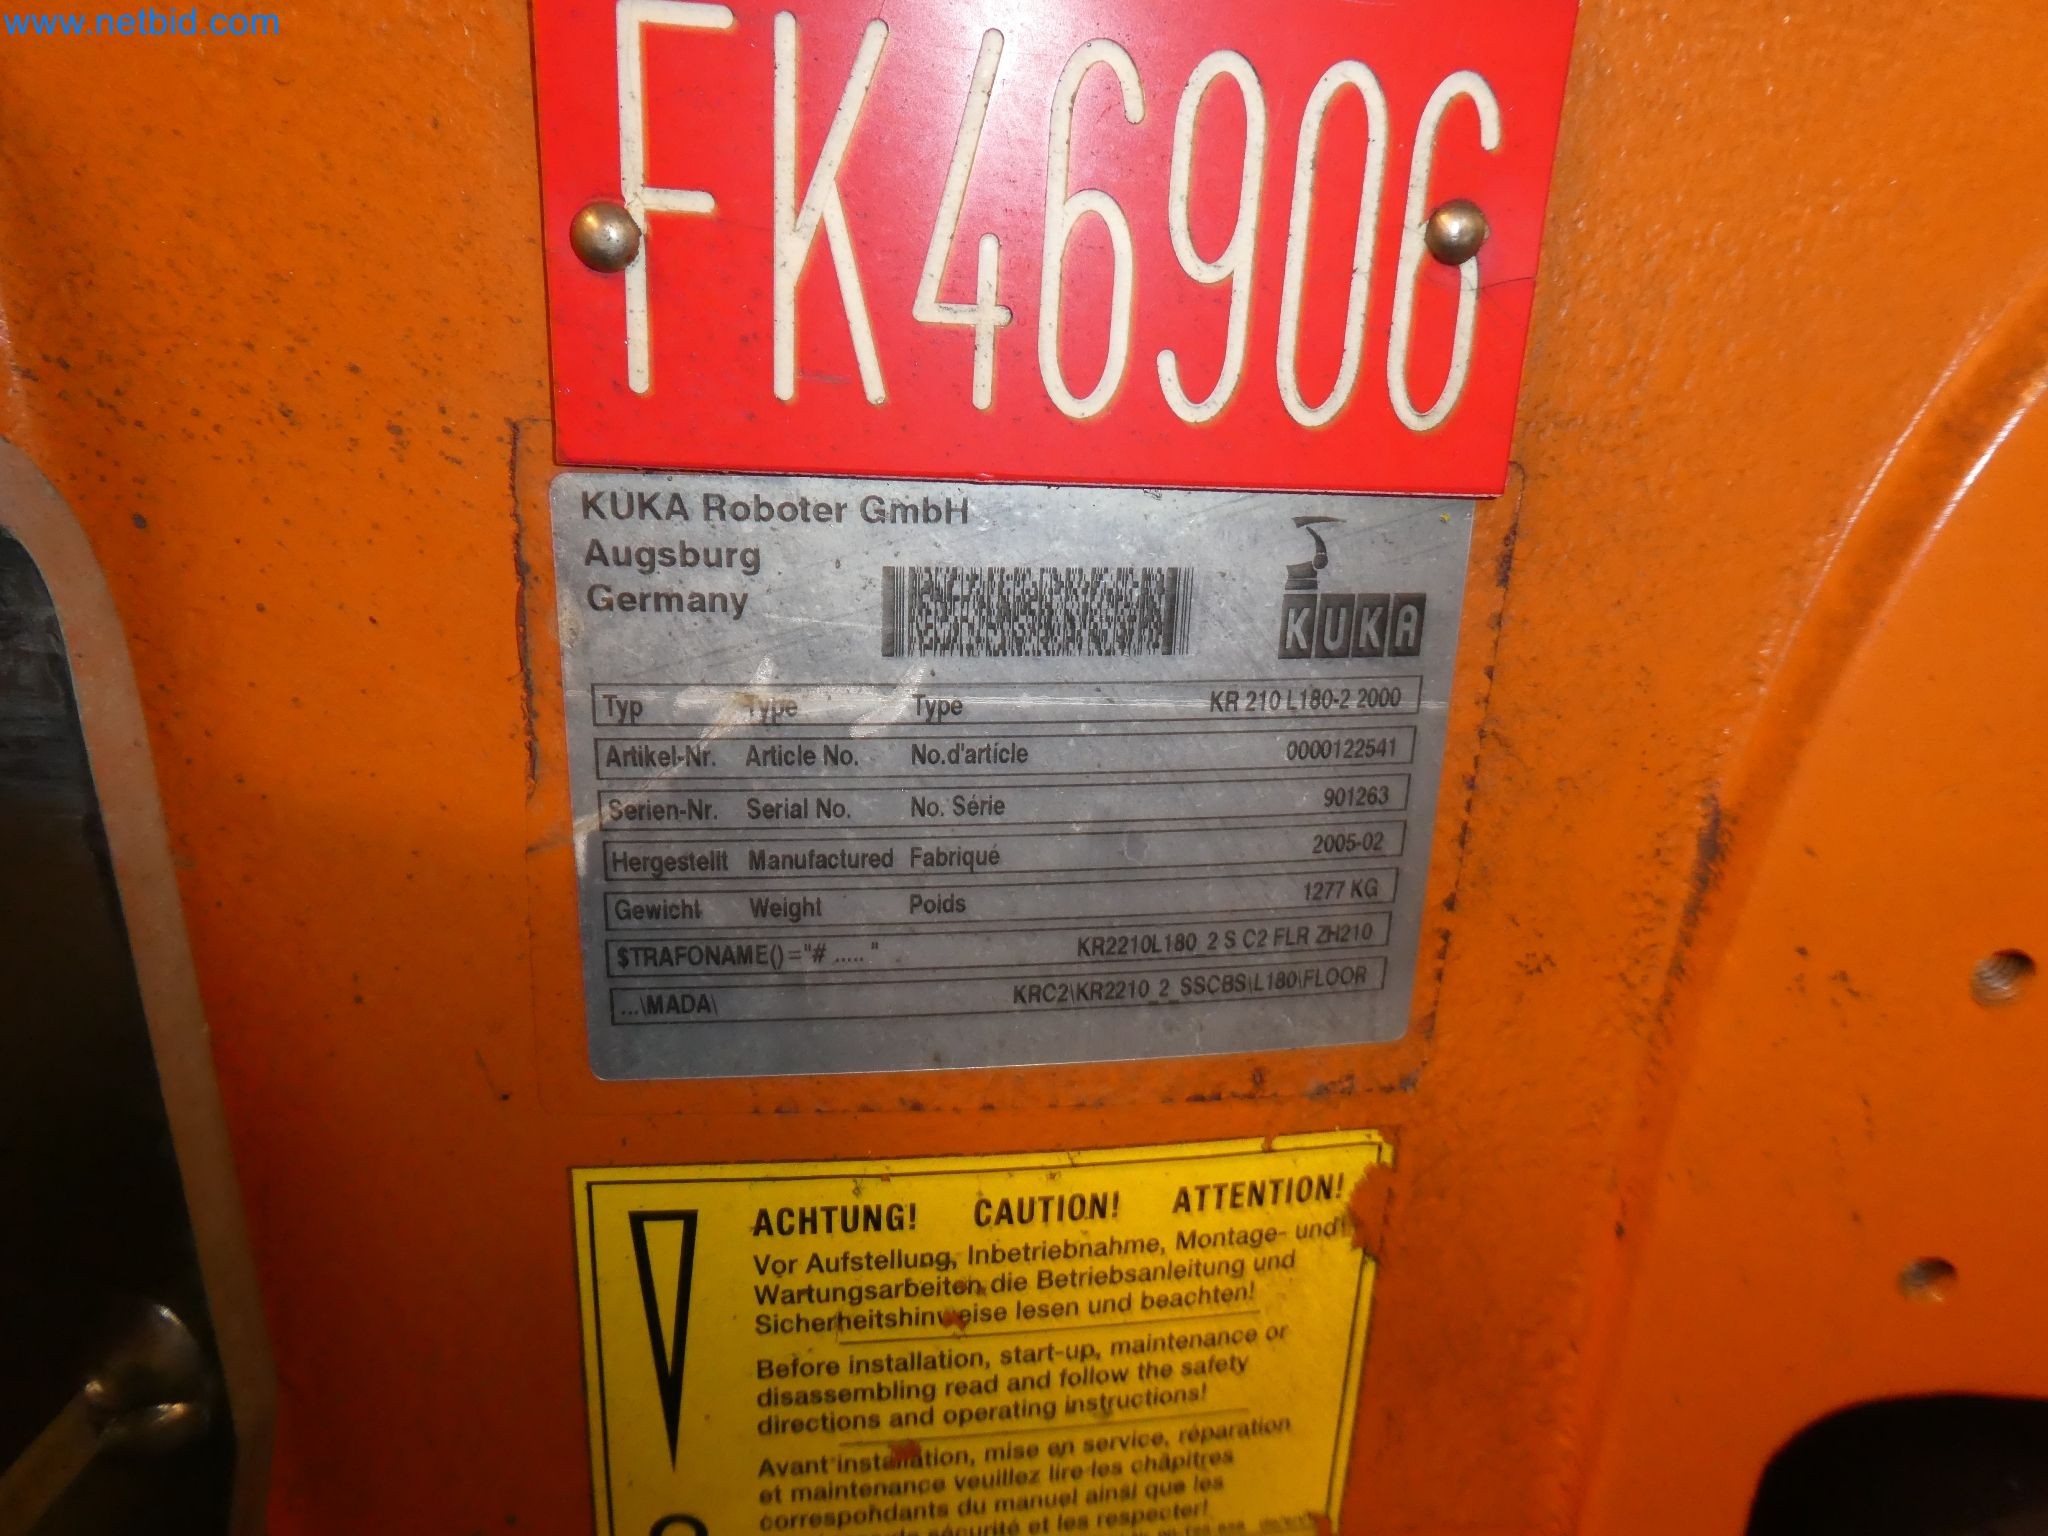 www.netbid.com
FK46906
KUKA Roboter GmbH
Augsburg
Germany
KUKA
Typ Type Type KR 210 L180-2 2000
Artikel-Nr. Article No. No.d'article 0000122541
Serien-Nr. Serial No. No. Série 901263
Hergestellt Manufactured Fabriqué 2005-02
Gewicht Weight Poids 1277 KG
$TRAFONAME()="# ..... " KR2210L180_2 S C2 FLR ZH210
...\MADA\ KRC2\KR2210_2_SSCBS\L180\FLOOR
ACHTUNG! CAUTION! ATTENTION!
Vor Aufstellung, Inbetriebnahme, Montage- und
Wartungsarbeiten die Betriebsanleitung und
Sicherheitshinweise lesen und beachten!
Before installation, start-up, maintenance or
disassembling read and follow the safety
directions and operating instructions!
Avant installation, mise en service, réparation
et maintenance veuillez lire les châpitres
correspondants du manuel ainsi que les
sécurité et les respecter!